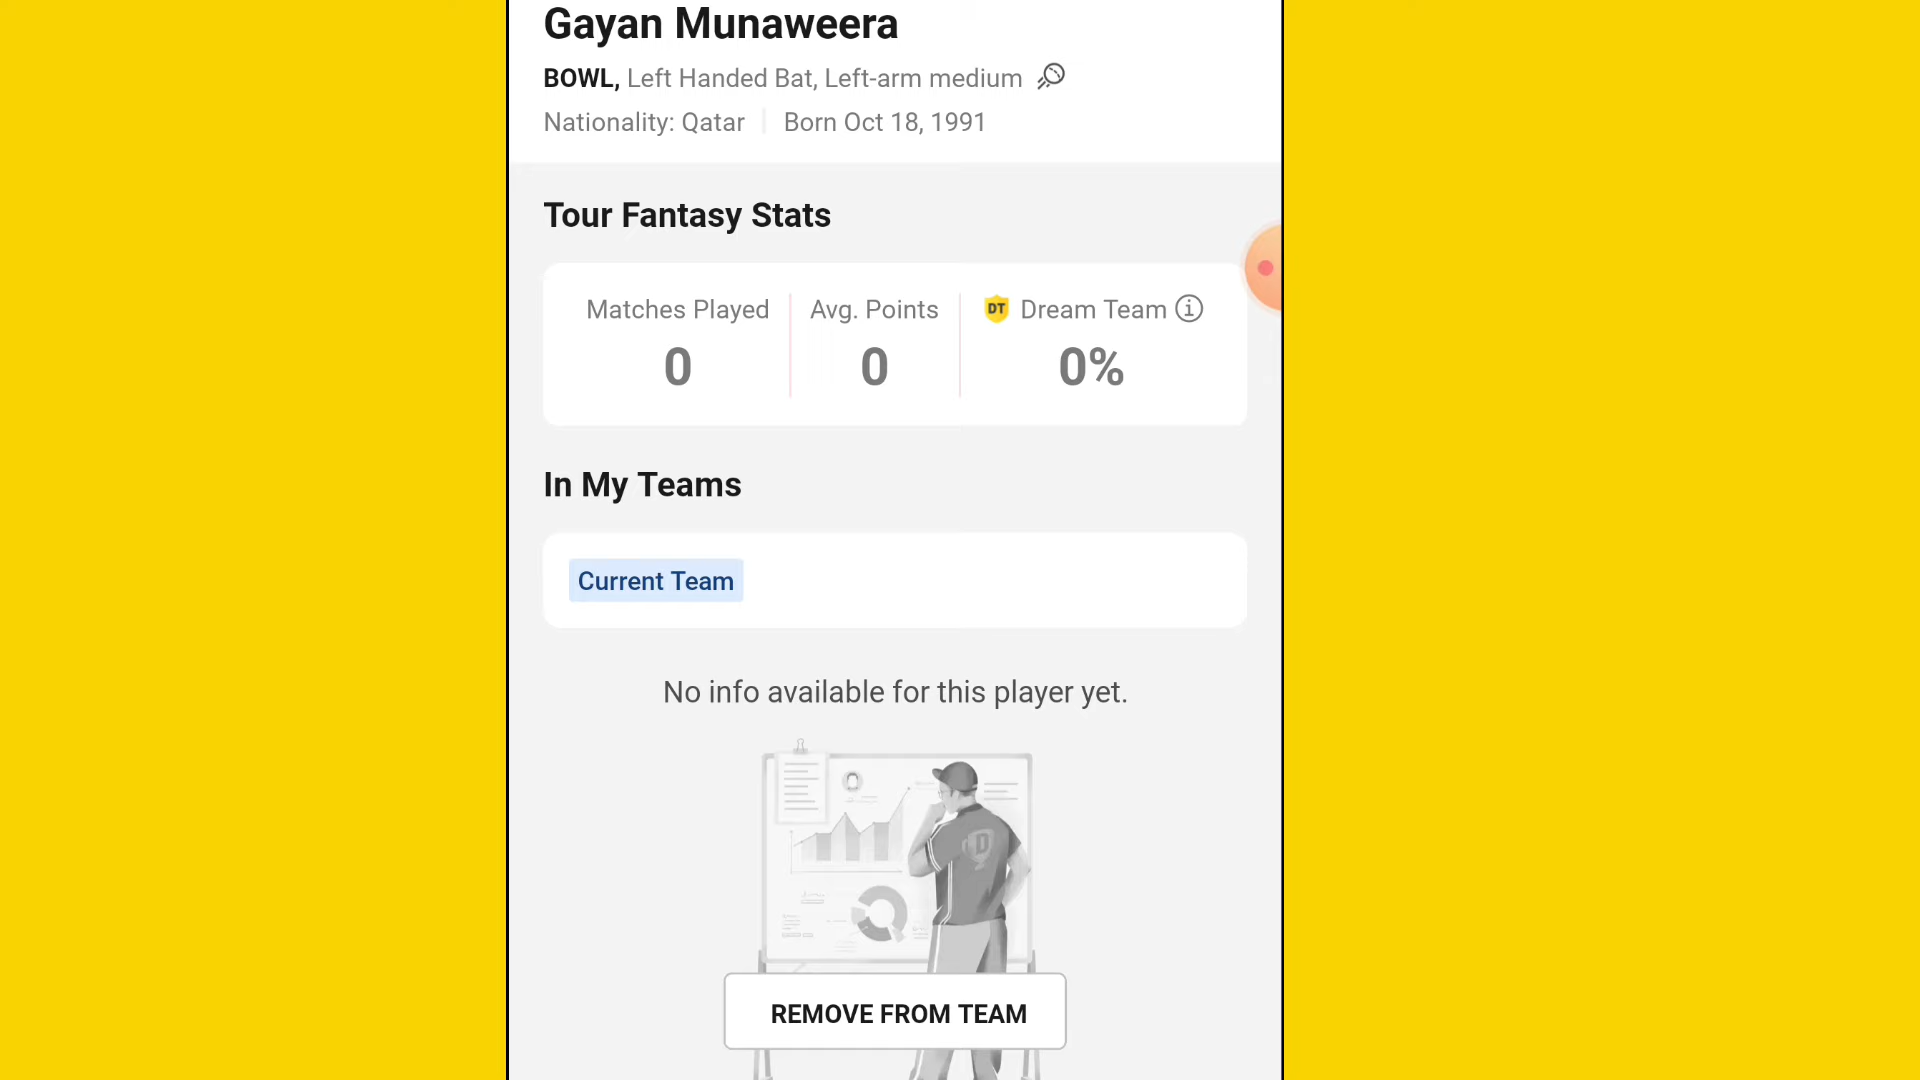 Gayan Munaweera
BOWL, Left Handed Bat, Left-arm medium
Nationality: Qatar Born Oct 18, 1991
Tour Fantasy Stats
Matches Played Avg. Points DT Dream Team
0 0 0%
In My Teams
Current Team
No info available for this player yet.
D
REMOVE FROM TEAM